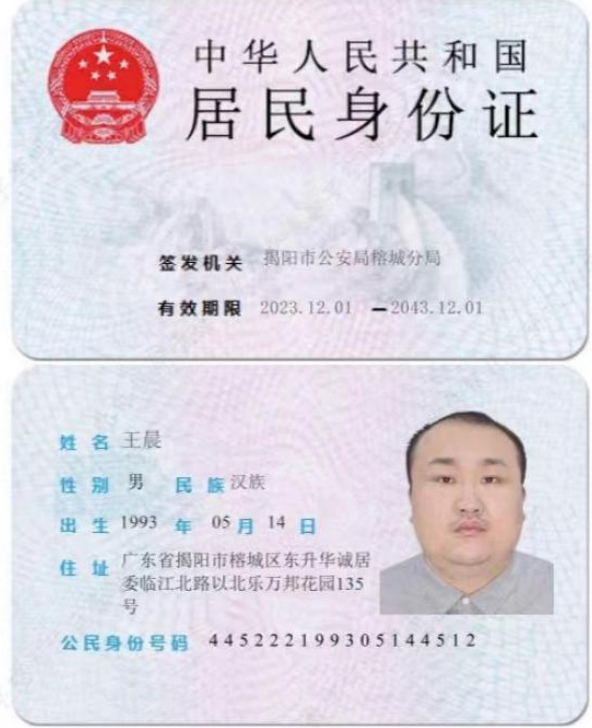 中华人民共和国
居民身份证
签发机关 揭阳市公安局榕城分局
有效期限 2023.12.01 －2043.12.01
姓名 王晨
性别 男 民族 汉族
出生 1993 年 05 月 14 日
住址 广东省揭阳市榕城区东升华诚居
委临江北路以北乐万邦花园135
号
公民身份号码 445222199305144512